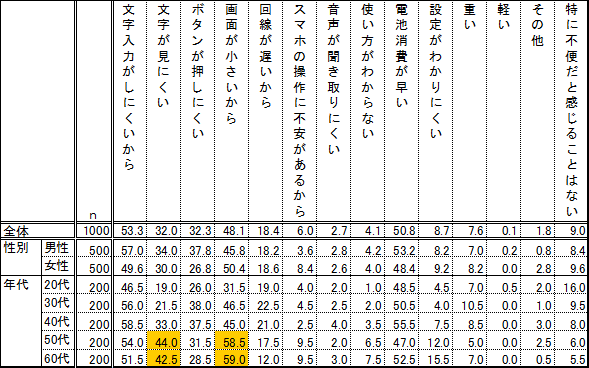 文字入力がしにくいから
文字が見にくい
ボタンが押しにくい
画面が小さいから
回線が遅いから
スマホの操作に不安があるから
音声が聞き取りにくい
使い方がわからない
電池消費が早い
設定がわかりにくい
重い
軽い
その他
特に不便だと感じることはない
n
全体 1000 53.3 32.0 32.3 48.1 18.4 6.0 2.7 4.1 50.8 8.7 7.6 0.1 1.8 9.0
性別 男性 500 57.0 34.0 37.8 45.8 18.2 3.6 2.8 4.2 53.2 8.2 7.0 0.2 0.8 8.4
女性 500 49.6 30.0 26.8 50.4 18.6 8.4 2.6 4.0 48.4 9.2 8.2 0.0 2.8 9.6
年代 20代 200 46.5 19.0 26.0 31.5 19.0 4.0 2.0 1.0 48.5 4.5 7.0 0.5 2.0 16.0
30代 200 56.0 21.5 38.0 46.5 22.5 4.5 2.5 2.0 50.5 4.0 10.5 0.0 1.0 9.5
40代 200 58.5 33.0 37.5 45.0 21.0 2.5 4.0 3.5 55.5 7.5 8.5 0.0 3.0 8.0
50代 200 54.0 44.0 31.5 58.5 17.5 9.5 2.0 6.5 47.0 12.0 5.0 0.0 2.5 6.0
60代 200 51.5 42.5 28.5 59.0 12.0 9.5 3.0 7.5 52.5 15.5 7.0 0.0 0.5 5.5